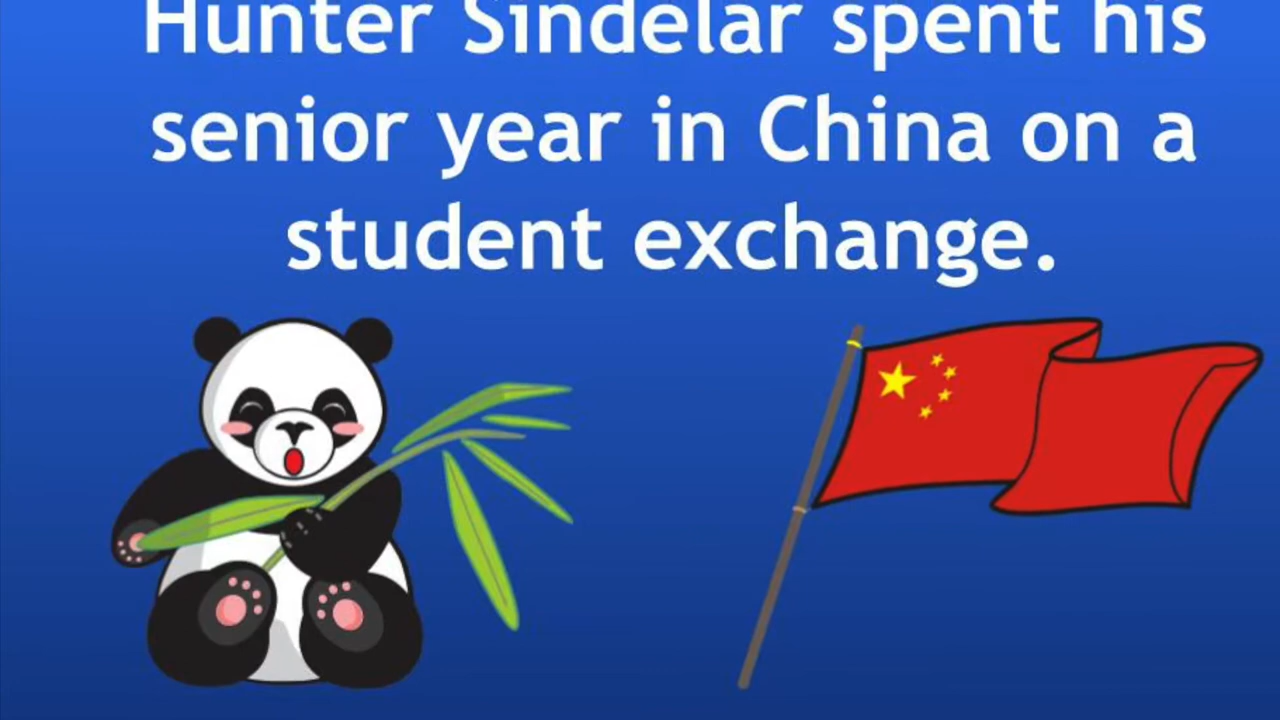 Hunter Sindelar spent his
senior year in China on a
student exchange.